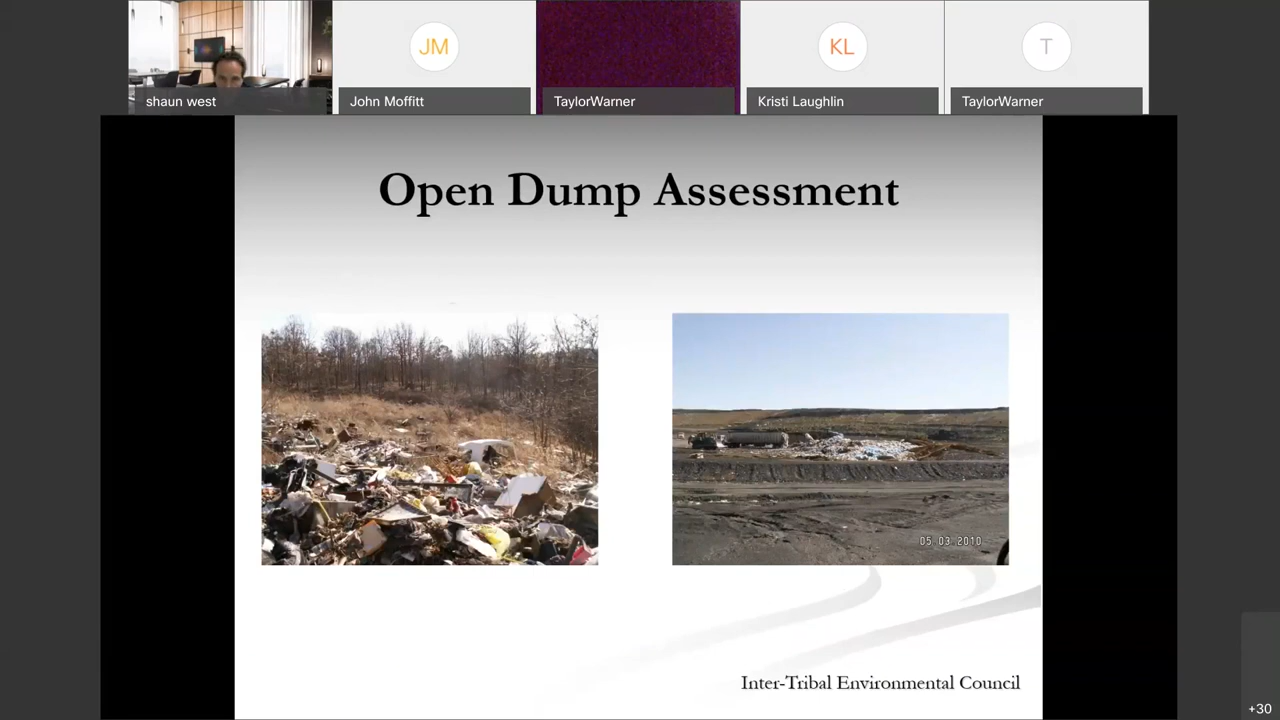 JM
KL
T
shaun west
John Moffitt
TaylorWarner
Kristi Laughlin
TaylorWarner
Open Dump Assessment
05 03 2010
Inter-Tribal Environmental Council
+30